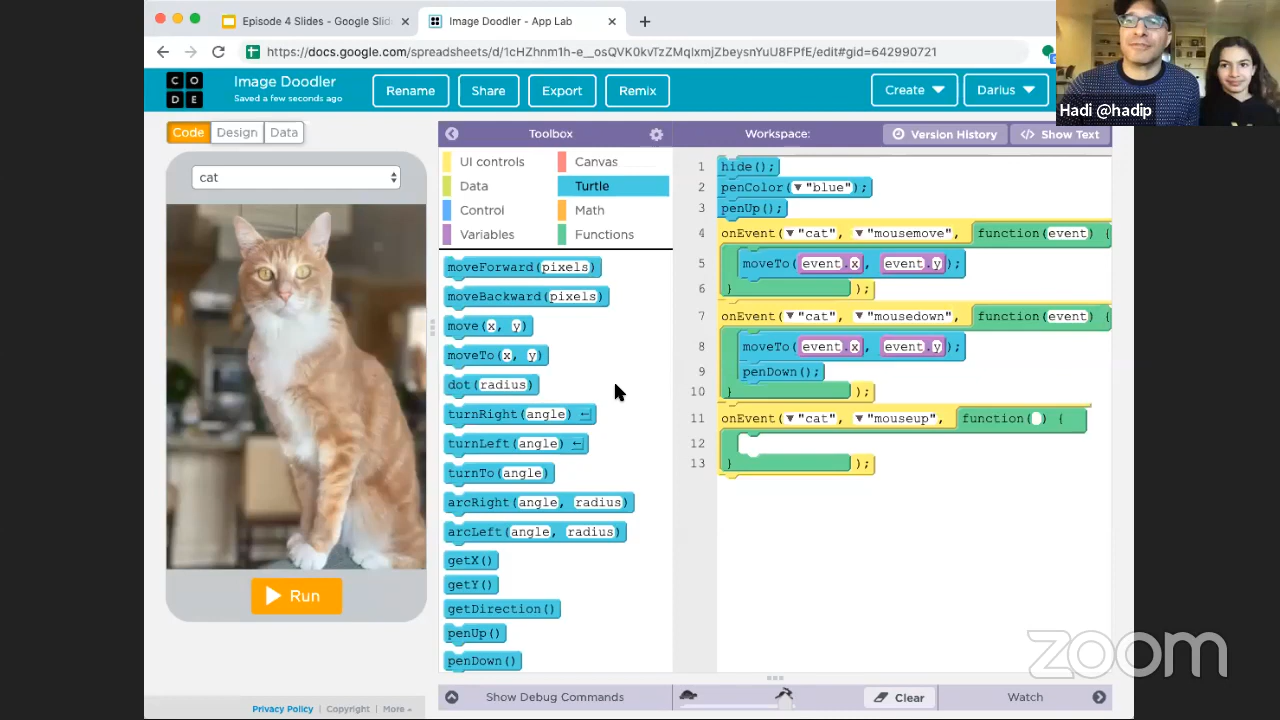 Episode 4 Slides - Google Slid
Image Doodler - App Lab
https://docs.google.com/spreadsheets/d/1cHZhnm1h-e__osQVK0kvTzZMqlxmjZbeysnYuU8FPfE/edit#gid=642990721
Hadi @hadip
C O
D E
Image Doodler
Saved a few seconds ago
Rename
Share
Export
Remix
Create
Darius
Code
Design
Data
Toolbox
Workspace:
Version History
</> Show Text
cat
UI controls
Canvas
Data
Turtle
Control
Math
Variables
Functions
moveForward(pixels)
moveBackward(pixels)
move(x, y)
moveTo(x, y)
dot(radius)
turnRight(angle)
turnLeft(angle)
turnTo(angle)
arcRight(angle, radius)
arcLeft(angle, radius)
getX()
getY()
getDirection()
penUp()
penDown()
1 hide();
2 penColor("blue");
3 penUp();
4 onEvent("cat", "mousemove", function(event) {
5 moveTo(event.x, event.y);
6 });
7 onEvent("cat", "mousedown", function(event) {
8 moveTo(event.x, event.y);
9 penDown();
10 });
11 onEvent("cat", "mouseup", function( ) {
12
13 });
Run
zoom
Privacy Policy | Copyright | More
Show Debug Commands
Clear
Watch